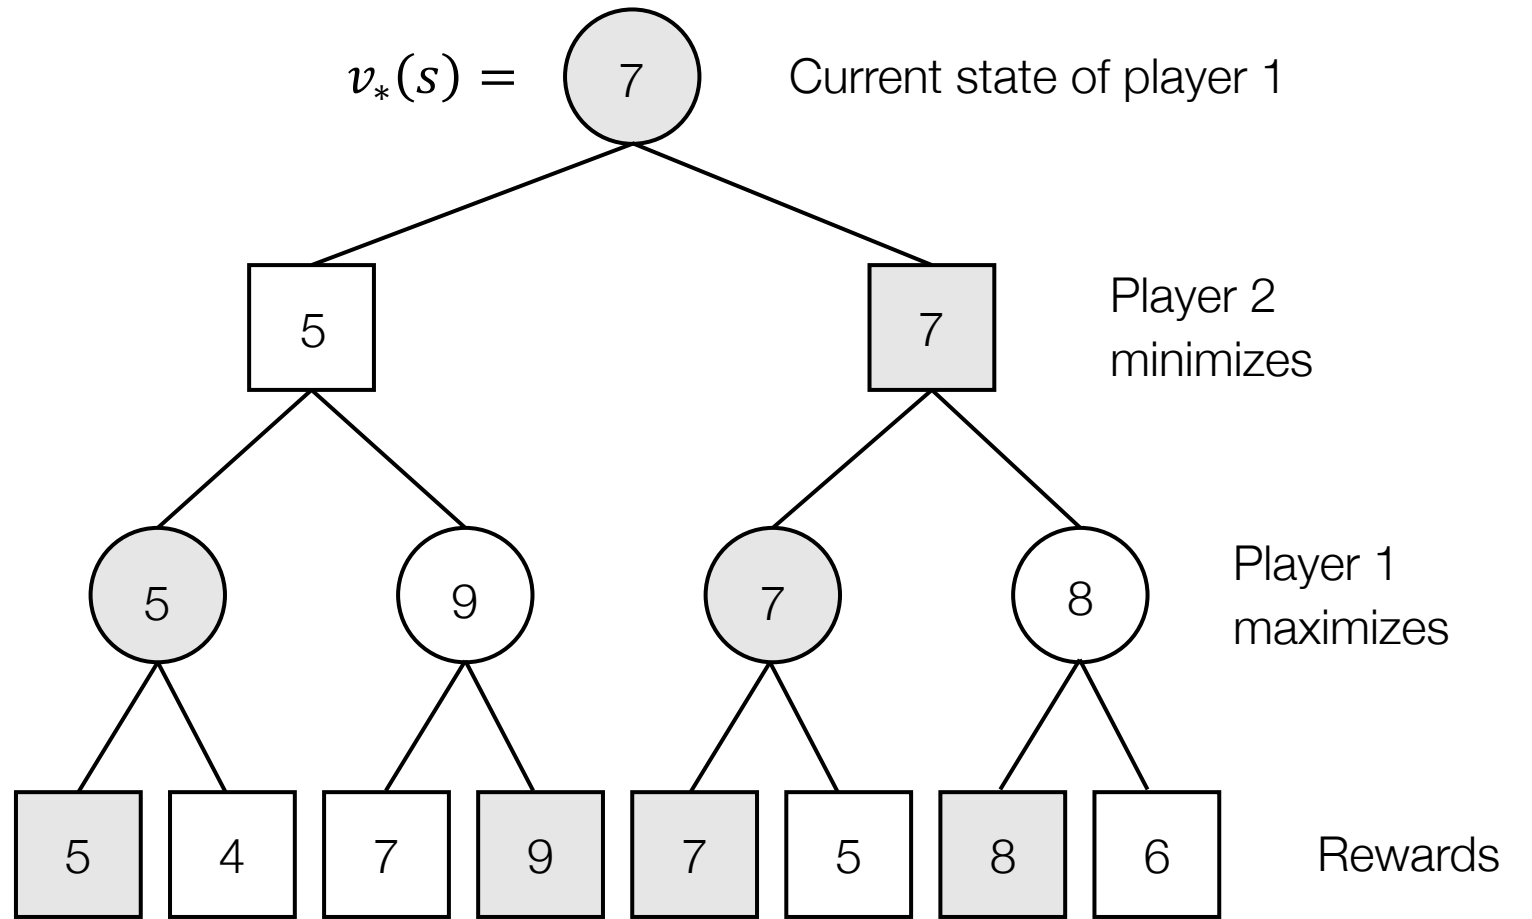 v∗(s) = 7 Current state of player 1
5 7 Player 2
minimizes
5 9 7 8 Player 1
maximizes
5 4 7 9 7 5 8 6 Rewards